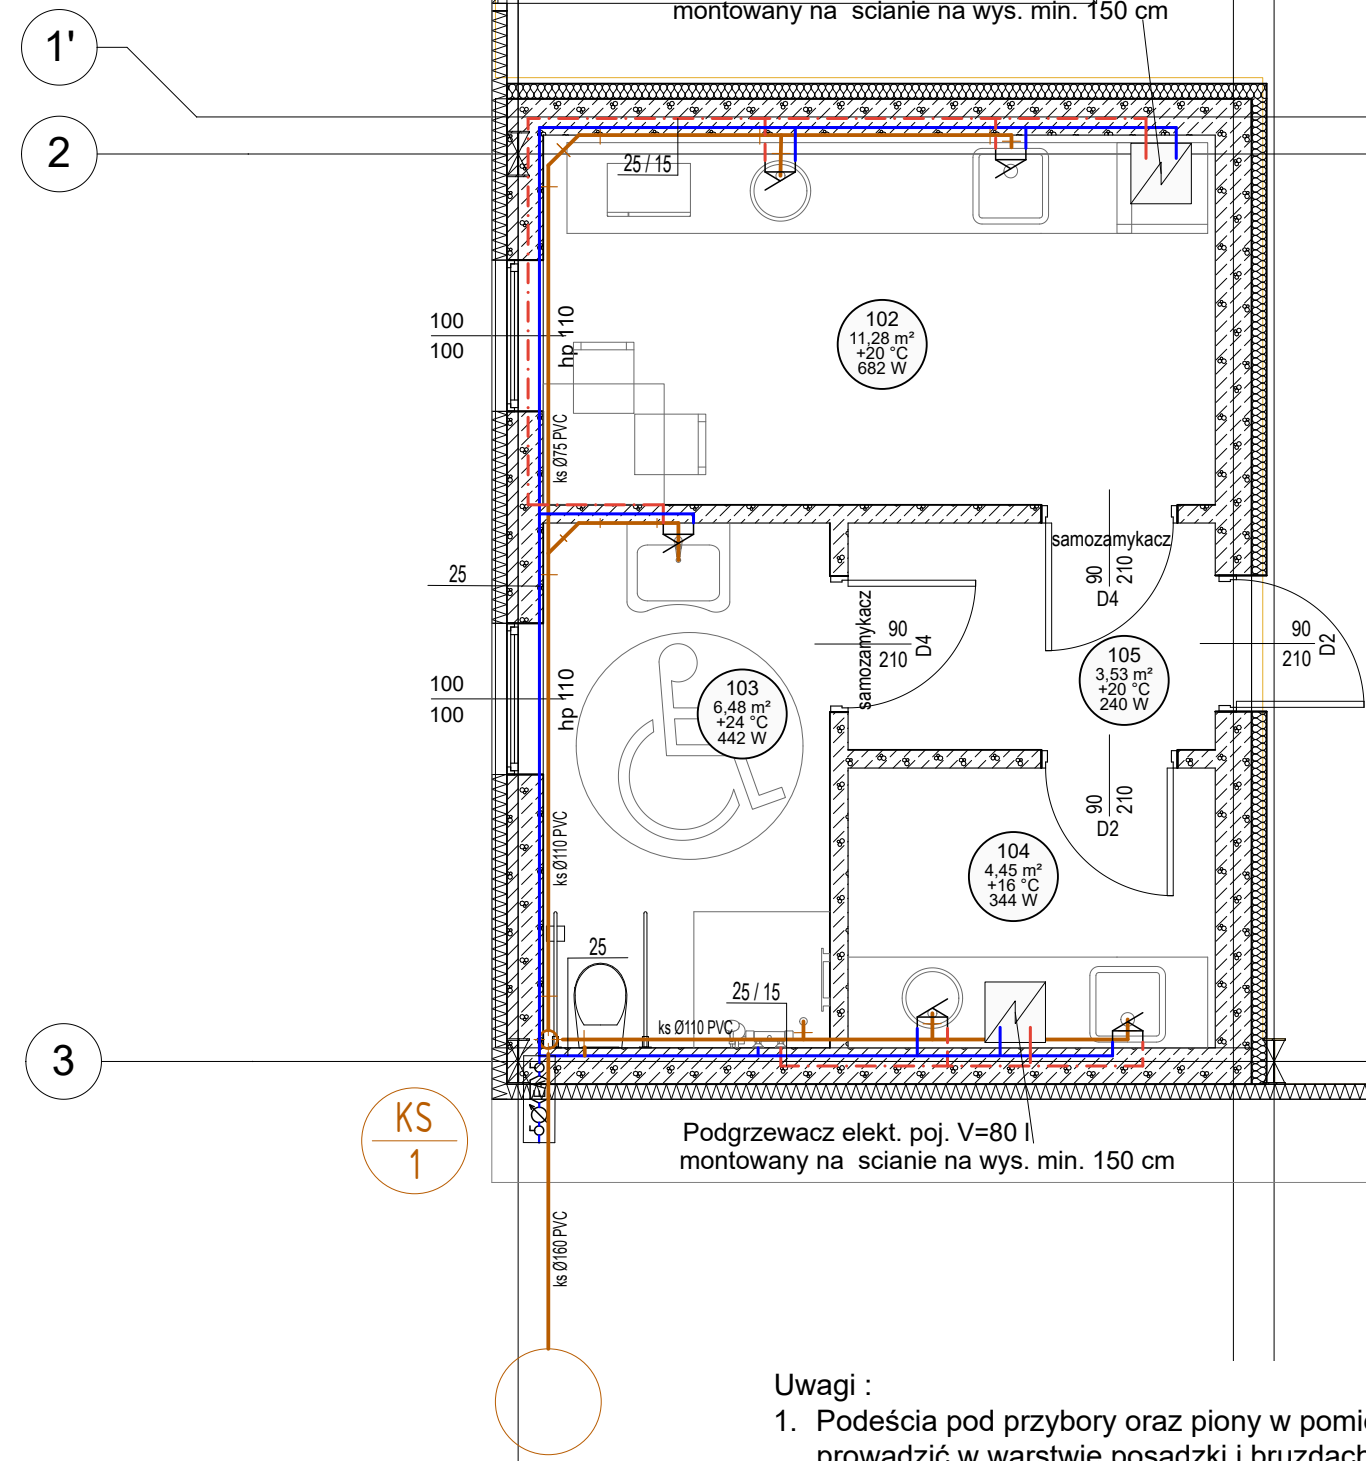 montowany na scianie na wys. min. 150 cm
1'
2
25 / 15
102
11,28 m²
+20 °C
682 W
100
100
hp 110
ks Ø75 PVC
samozamykacz
90
210
D4
25
samozamykacz
90
210
D4
90
210
D2
105
3,53 m²
+20 °C
240 W
103
6,48 m²
+24 °C
442 W
100
100
hp 110
90
210
D2
ks Ø110 PVC
104
4,45 m²
+16 °C
344 W
25
25 / 15
ks Ø110 PVC
3
KS
1
Podgrzewacz elekt. poj. V=80 l
montowany na scianie na wys. min. 150 cm
ks Ø160 PVC
Uwagi :
1. Podeścia pod przybory oraz piony w pomie
prowadzić w warstwie posadzki i bruzdach